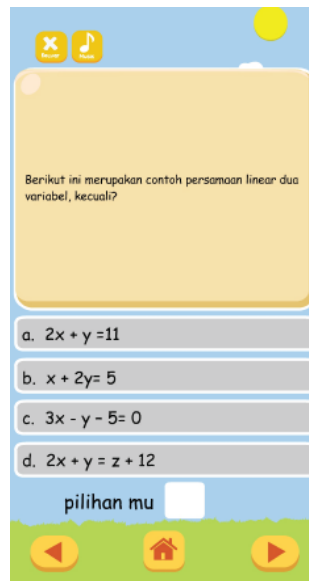 Berikut ini merupakan contoh persamaan linear dua
variabel, kecuali?
a. 2x + y =11
b. x + 2y= 5
c. 3x - y - 5= 0
d. 2x + y = z + 12
pilihan mu